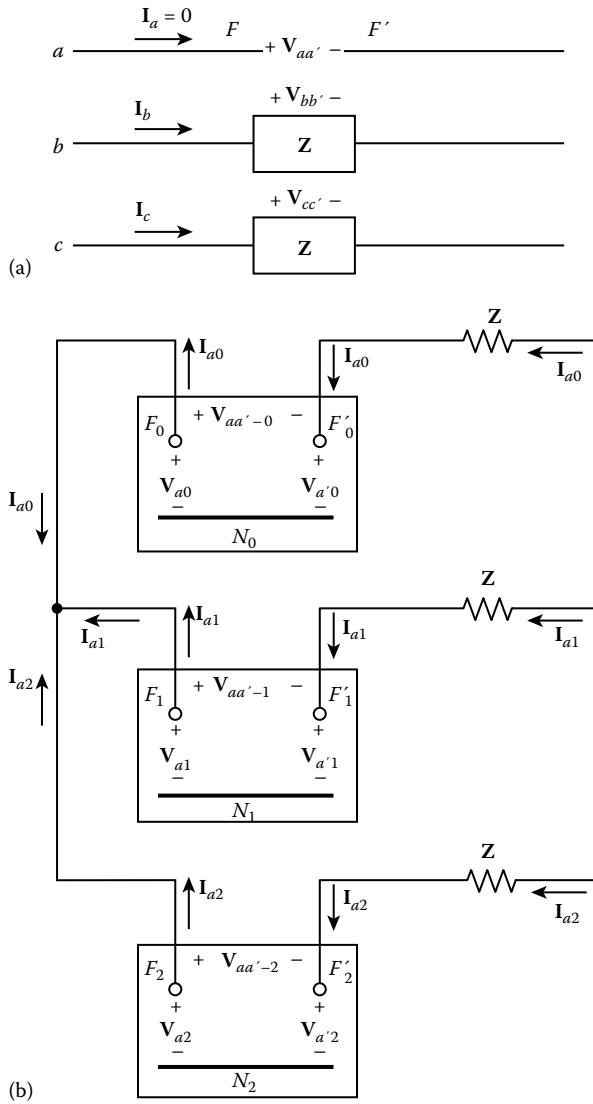 I_a = 0
a F + V_aa′ − F′
+ V_bb′ −
I_b
b Z
+ V_cc′ −
I_c
c Z
(a)
Z
I_a0 I_a0 I_a0
F_0 + V_aa′−0 − F′_0
+ +
I_a0 V_a0 V_a′0
− −
N_0
Z
I_a1 I_a1 I_a1 I_a1
I_a2 F_1 + V_aa′−1 − F′_1
+ +
V_a1 V_a′1
− −
N_1
Z
I_a2 I_a2 I_a2
F_2 + V_aa′−2 − F′_2
+ +
V_a2 V_a′2
− −
N_2
(b)